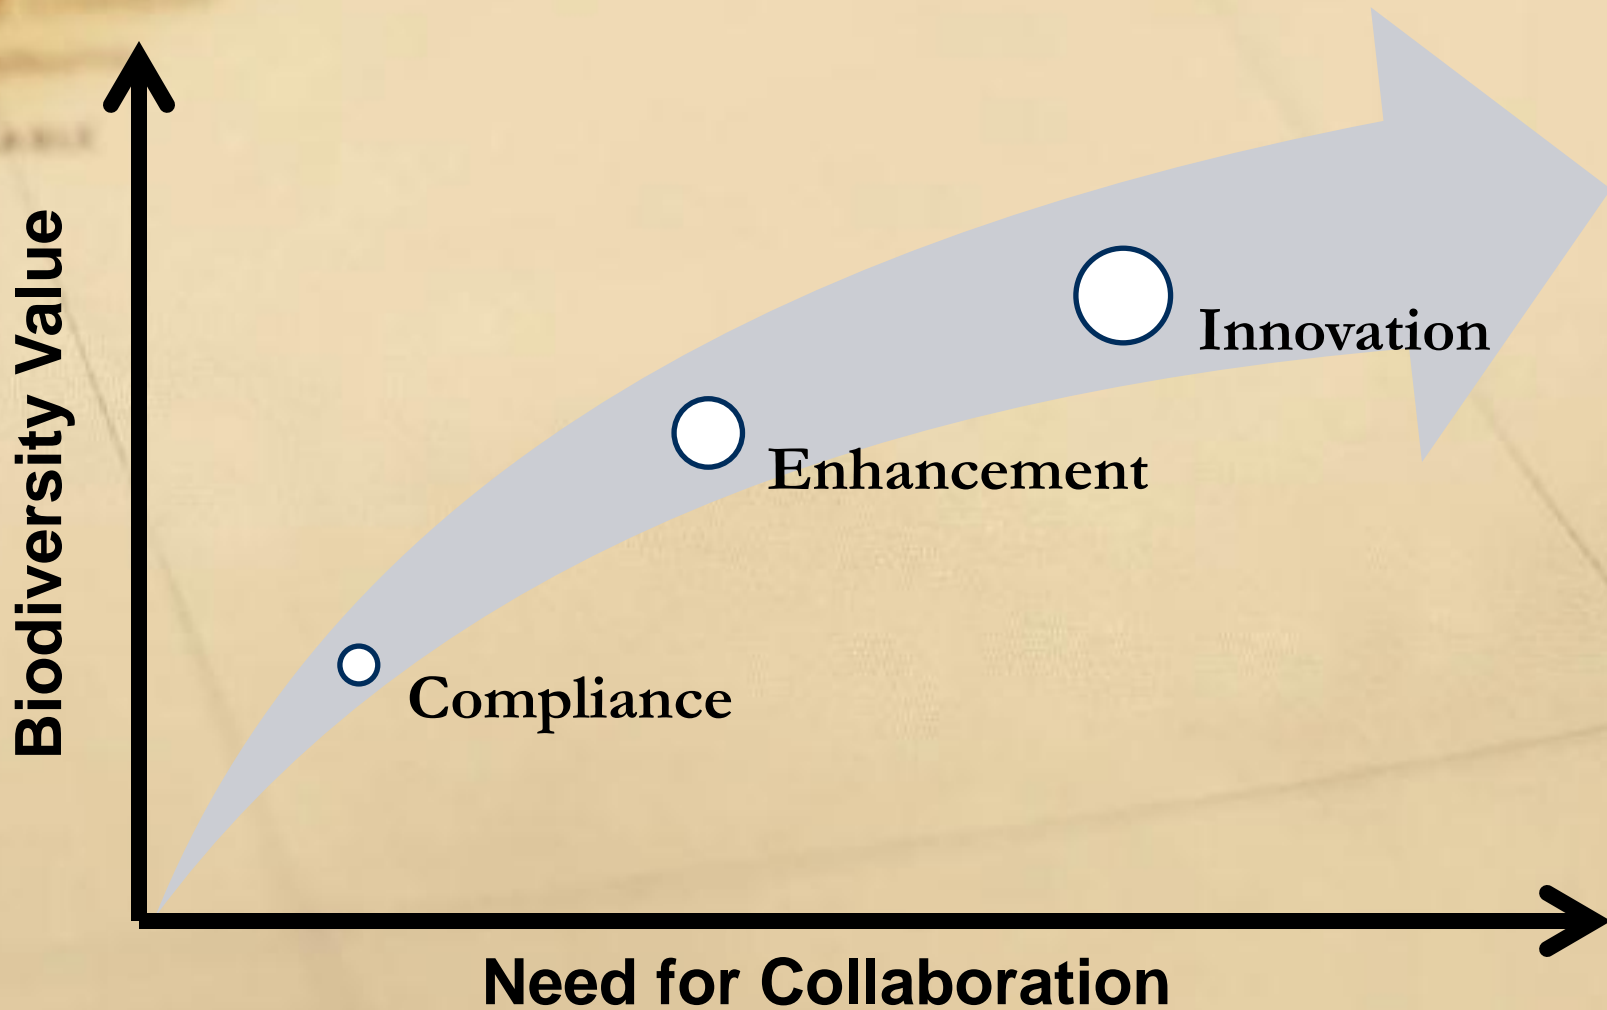 Biodiversity Value
Innovation
Enhancement
Compliance
Need for Collaboration